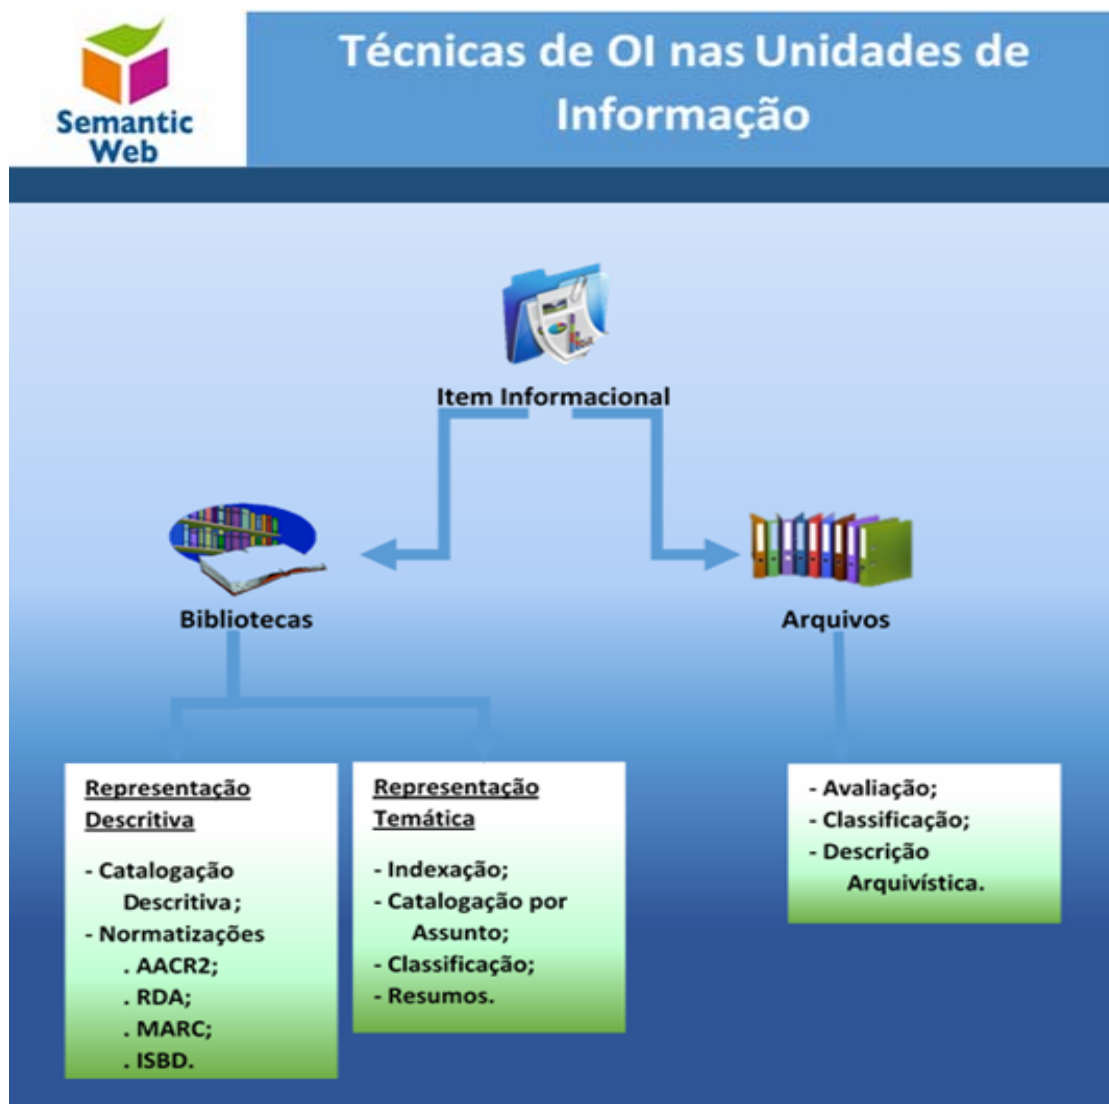 Semantic
Web
Técnicas de OI nas Unidades de
Informação
Item Informacional
Bibliotecas
Arquivos
Representação
Descritiva
- Catalogação
Descritiva;
- Normatizações
. AACR2;
. RDA;
. MARC;
. ISBD.
Representação
Temática
- Indexação;
- Catalogação por
Assunto;
- Classificação;
- Resumos.
- Avaliação;
- Classificação;
- Descrição
Arquivística.